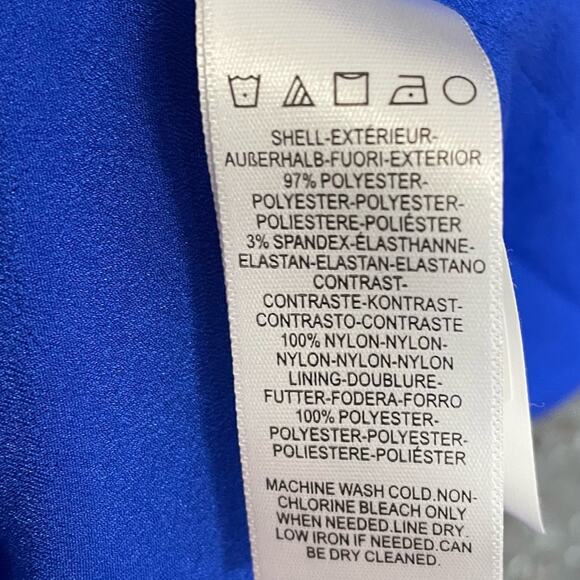 SHELL-EXTÉRIEUR-
AUßERHALB-FUORI-EXTERIOR
97% POLYESTER-
POLYESTER-POLYESTER-
POLIESTERE-POLIÉSTER
3% SPANDEX-ÉLASTHANNE-
ELASTAN-ELASTAN-ELASTANO
CONTRAST-
CONTRASTE-KONTRAST-
CONTRASTO-CONTRASTE
100% NYLON-NYLON-
NYLON-NYLON-NYLON
LINING-DOUBLURE-
FUTTER-FODERA-FORRO
100% POLYESTER-
POLYESTER-POLYESTER-
POLIESTERE-POLIÉSTER
MACHINE WASH COLD.NON-
CHLORINE BLEACH ONLY
WHEN NEEDED.LINE DRY.
LOW IRON IF NEEDED.CAN
BE DRY CLEANED.